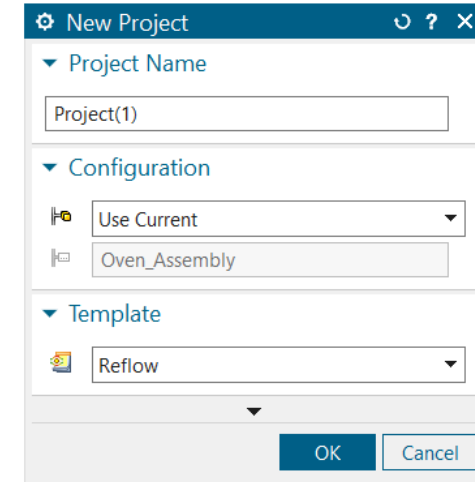 New Project
Project Name
Project(1)
Configuration
Use Current
Oven_Assembly
Template
Reflow
OK Cancel